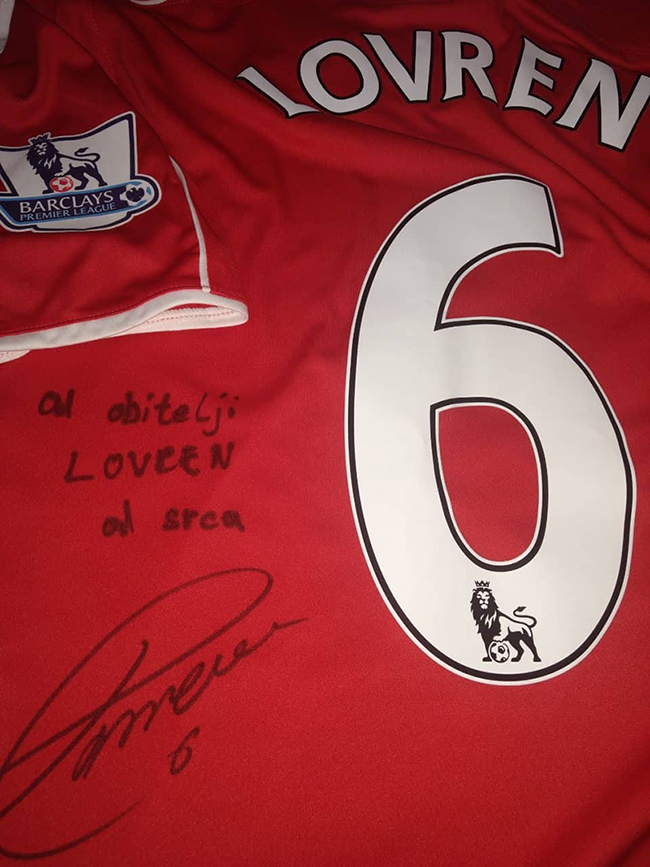 LOVREN
BARCLAYS
PREMIER LEAGUE
6
od obitelji
LOVREN
od srca
6